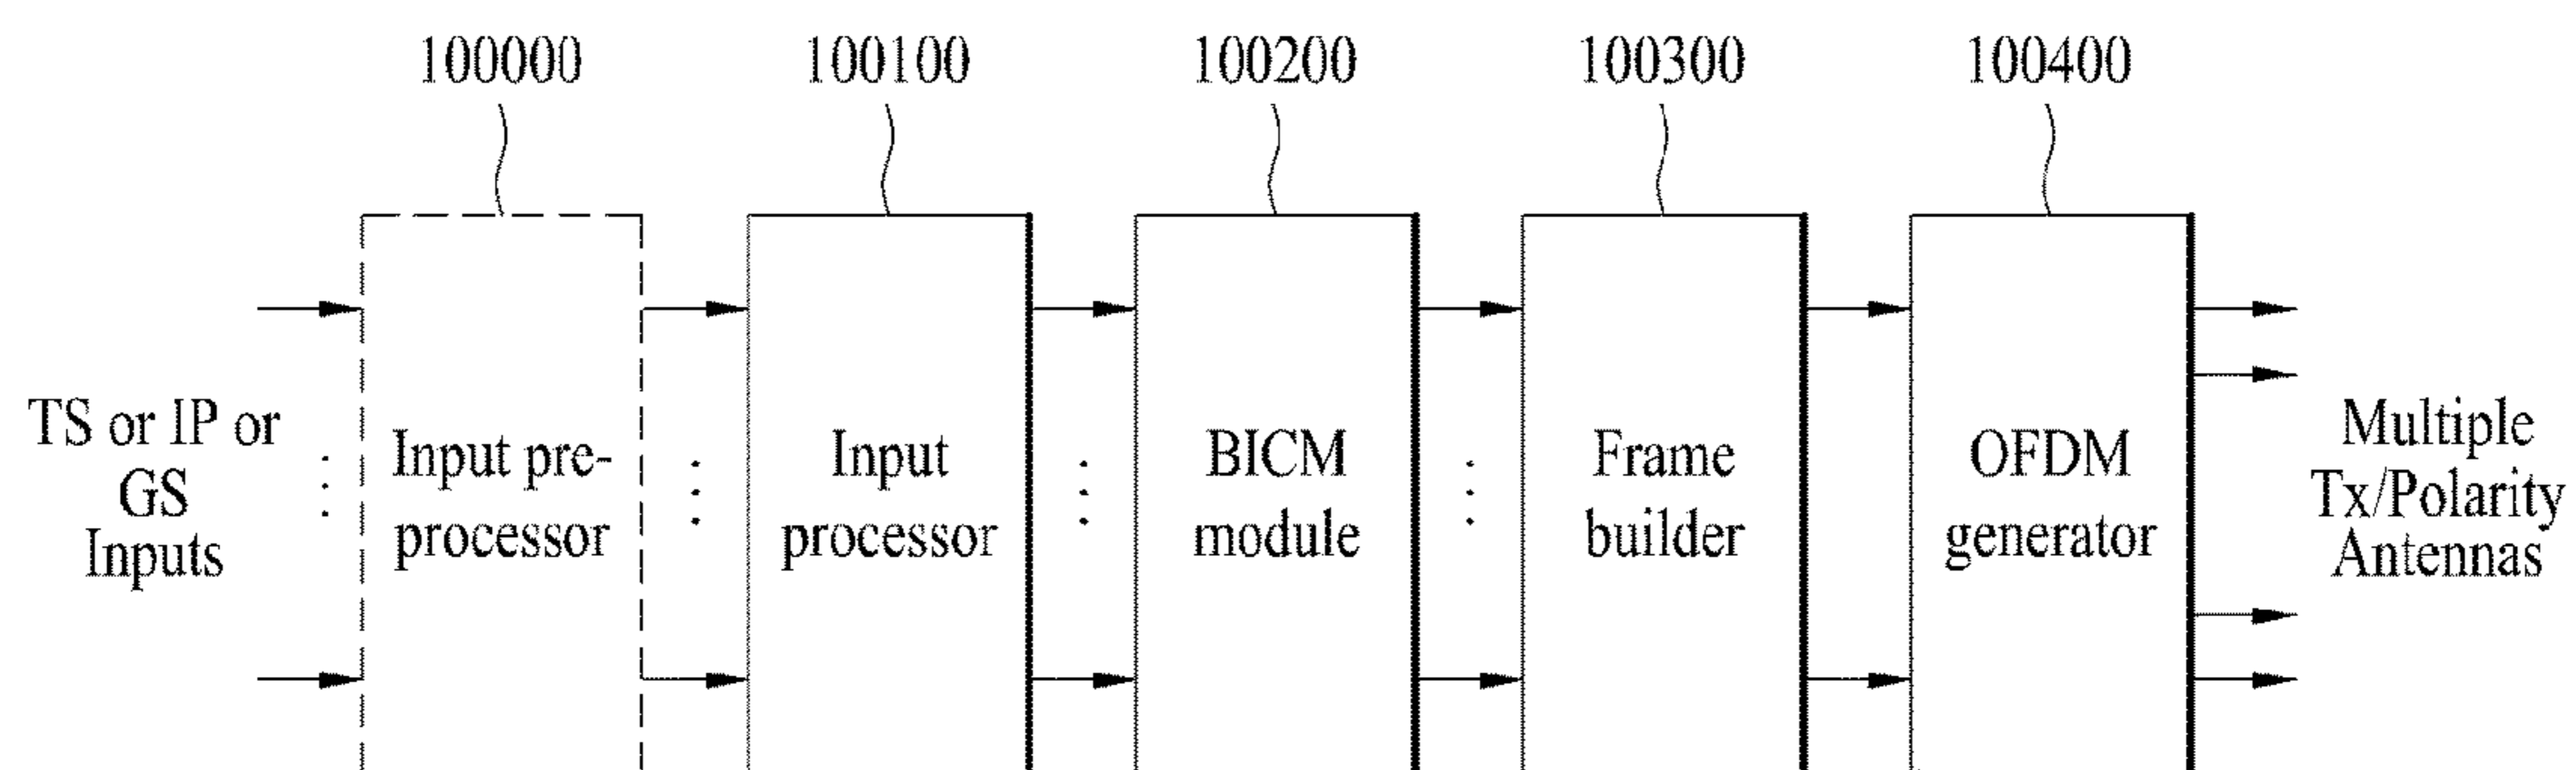 100000
100100
100200
100300
100400
TS or IP or
GS
Inputs
Input pre-
processor
Input
processor
BICM
module
Frame
builder
OFDM
generator
Multiple
Tx/Polarity
Antennas